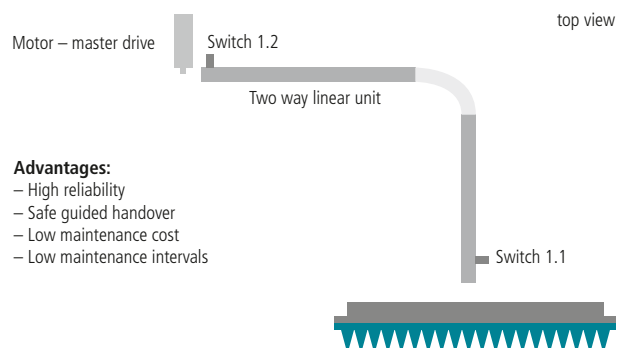 top view
Motor – master drive
Switch 1.2
Two way linear unit
Advantages:
– High reliability
– Safe guided handover
– Low maintenance cost
– Low maintenance intervals
Switch 1.1